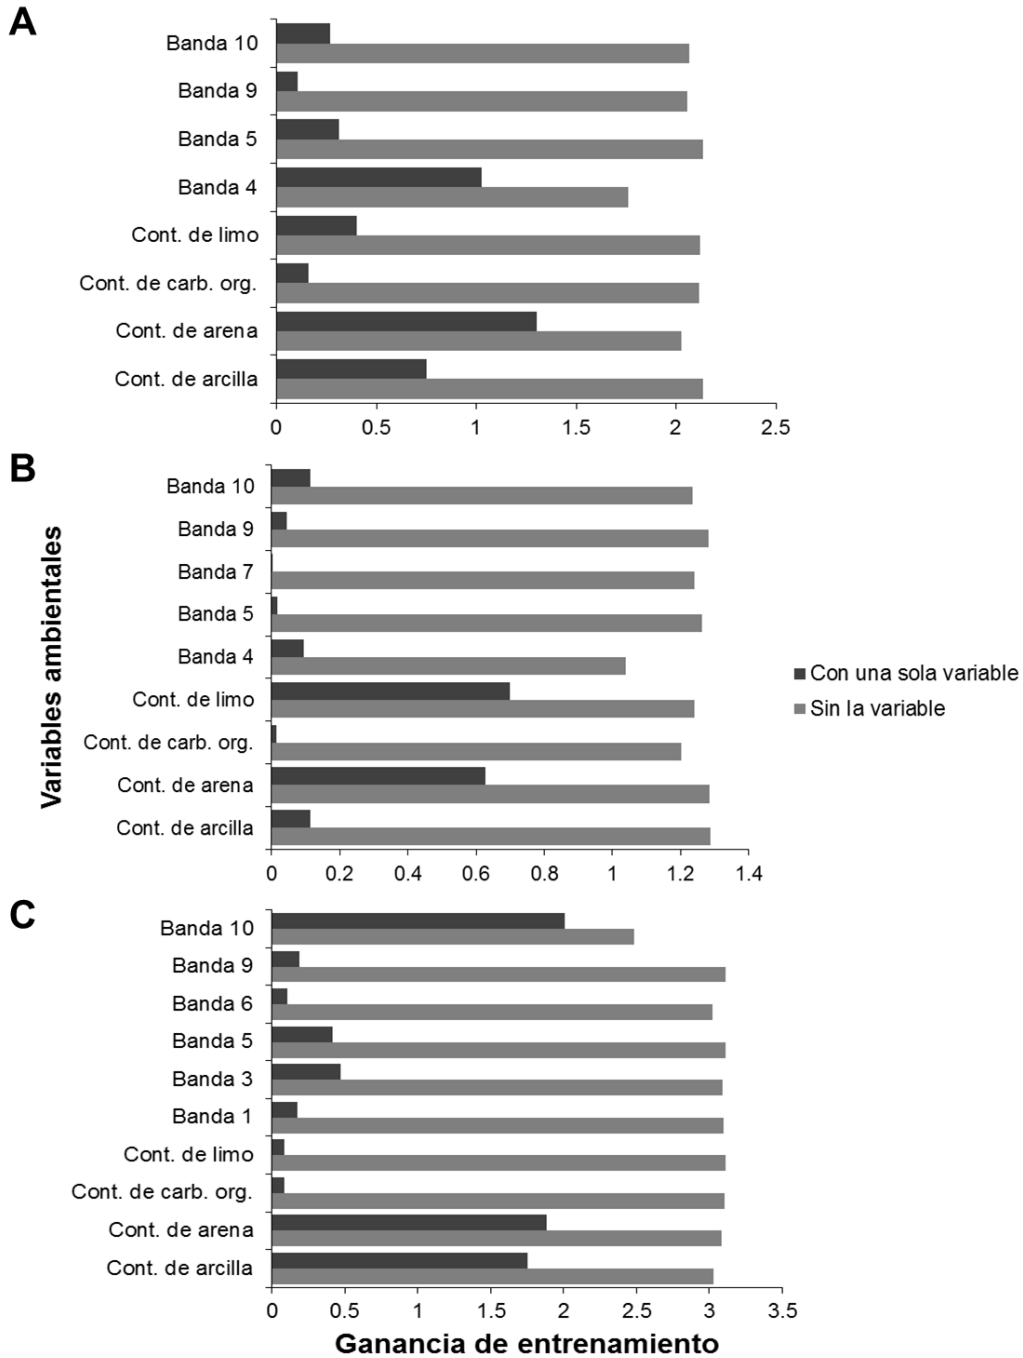 A
Banda 10
Banda 9
Banda 5
Banda 4
Cont. de limo
Cont. de carb. org.
Cont. de arena
Cont. de arcilla
0 0.5 1 1.5 2 2.5
B
Banda 10
Banda 9
Banda 7
Banda 5
Banda 4
Cont. de limo
Cont. de carb. org.
Cont. de arena
Cont. de arcilla
0 0.2 0.4 0.6 0.8 1 1.2 1.4
Variables ambientales
Con una sola variable
Sin la variable
C
Banda 10
Banda 9
Banda 6
Banda 5
Banda 3
Banda 1
Cont. de limo
Cont. de carb. org.
Cont. de arena
Cont. de arcilla
0 0.5 1 1.5 2 2.5 3 3.5
Ganancia de entrenamiento